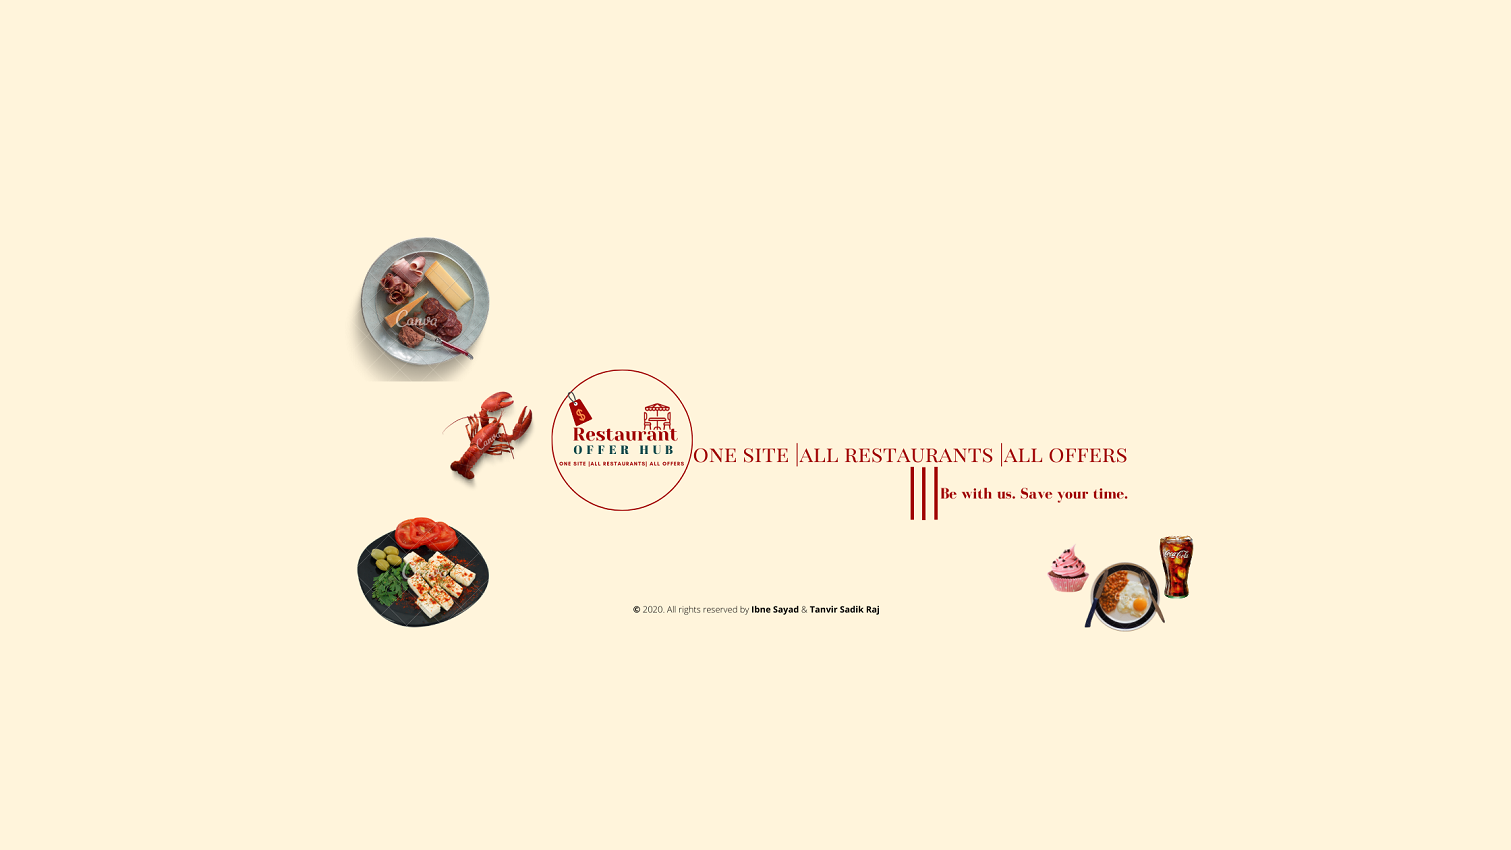 Canva
Canva
$
Restaurant
OFFER HUB
ONE SITE |ALL RESTAURANTS| ALL OFFERS
ONE SITE |ALL RESTAURANTS |ALL OFFERS
Be with us. Save your time.
Coca-Cola
© 2020. All rights reserved by Ibne Sayad & Tanvir Sadik Raj